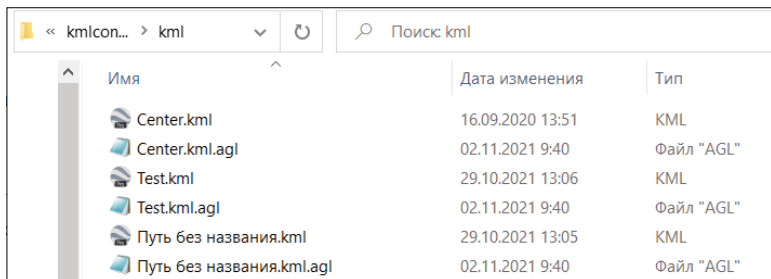 « kmlcon... > kml Поиск: kml
Имя Дата изменения Тип
Center.kml 16.09.2020 13:51 KML
Center.kml.agl 02.11.2021 9:40 Файл "AGL"
Test.kml 29.10.2021 13:06 KML
Test.kml.agl 02.11.2021 9:40 Файл "AGL"
Путь без названия.kml 29.10.2021 13:05 KML
Путь без названия.kml.agl 02.11.2021 9:40 Файл "AGL"